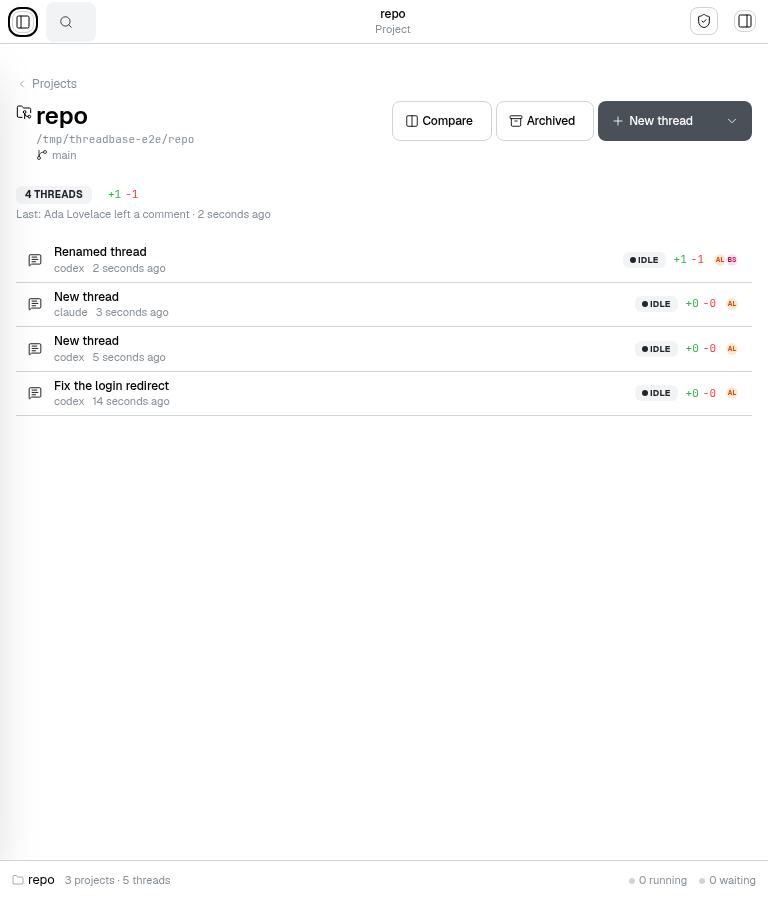 repo
Project
Projects
repo
/tmp/threadbase-e2e/repo
main
Compare
Archived
New thread
4 THREADS +1 -1
Last: Ada Lovelace left a comment · 2 seconds ago
Renamed thread
codex 2 seconds ago
IDLE +1 -1 AL BS
New thread
claude 3 seconds ago
IDLE +0 -0 AL
New thread
codex 5 seconds ago
IDLE +0 -0 AL
Fix the login redirect
codex 14 seconds ago
IDLE +0 -0 AL
repo 3 projects · 5 threads
0 running 0 waiting